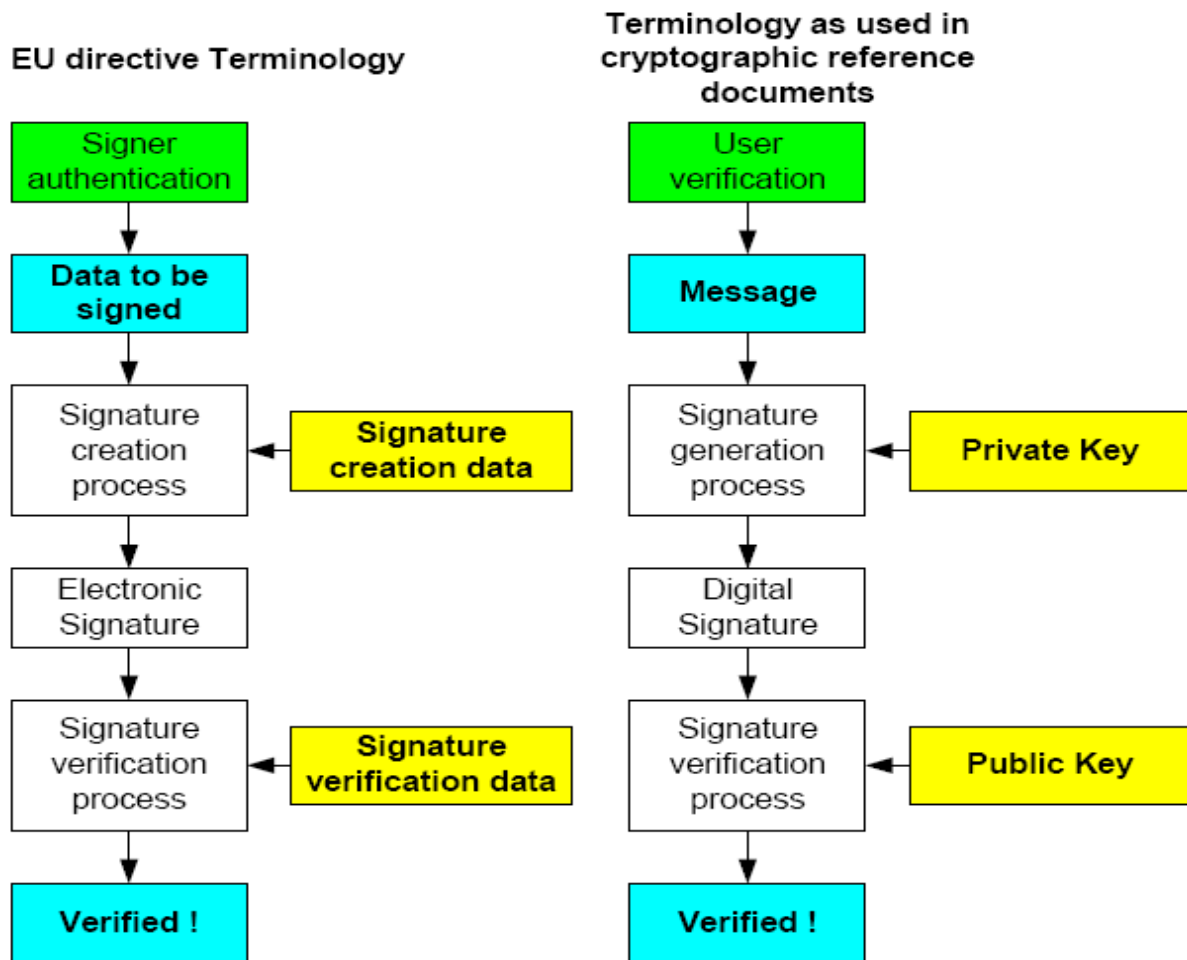 EU directive Terminology
Terminology as used in
cryptographic reference
documents
Signer
authentication
User
verification
Data to be
signed
Message
Signature
creation
process
Signature
creation data
Signature
generation
process
Private Key
Electronic
Signature
Digital
Signature
Signature
verification
process
Signature
verification data
Signature
verification
process
Public Key
Verified !
Verified !